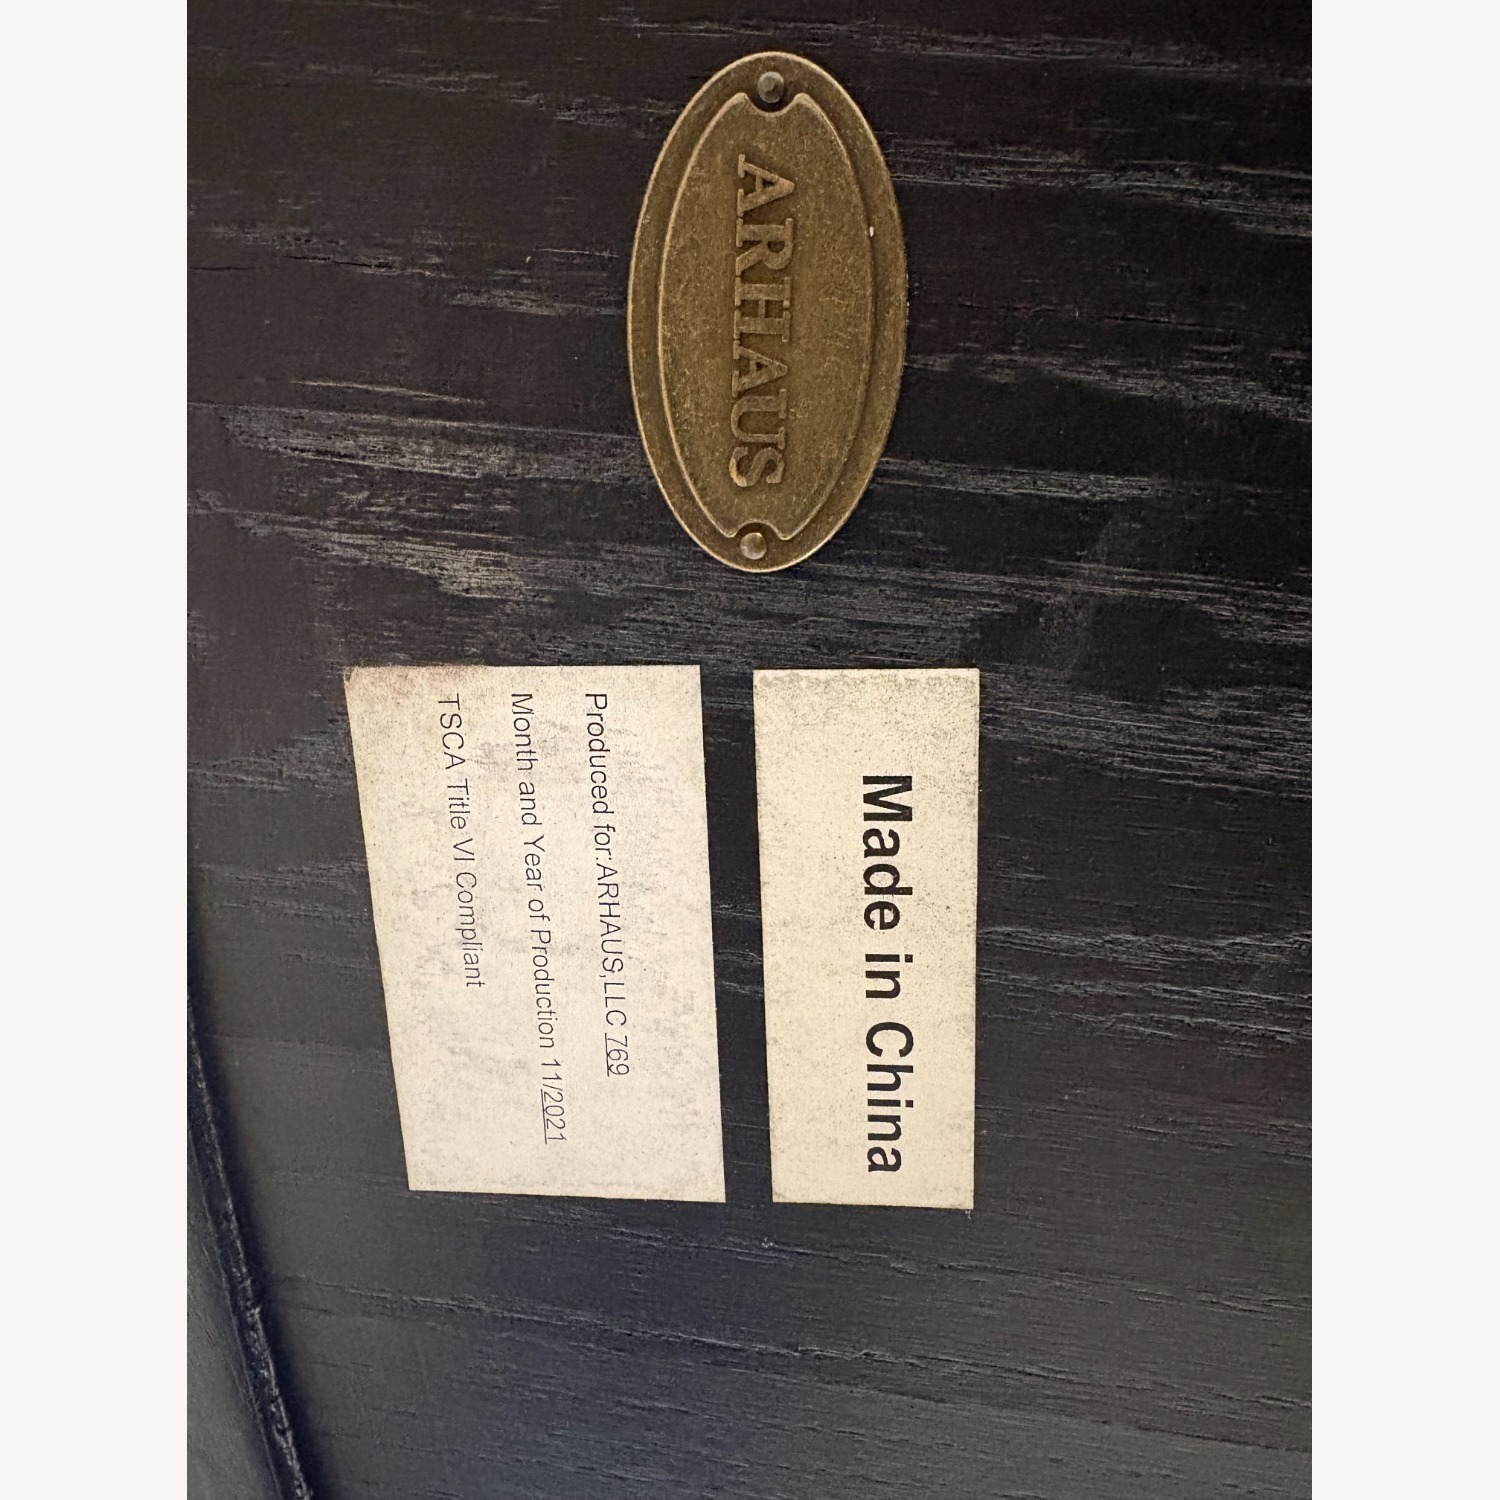 ARHAUS
Made in China
Produced for:ARHAUS,LLC 769
Month and Year of Production 11/2021
TSCA Title VI Compliant